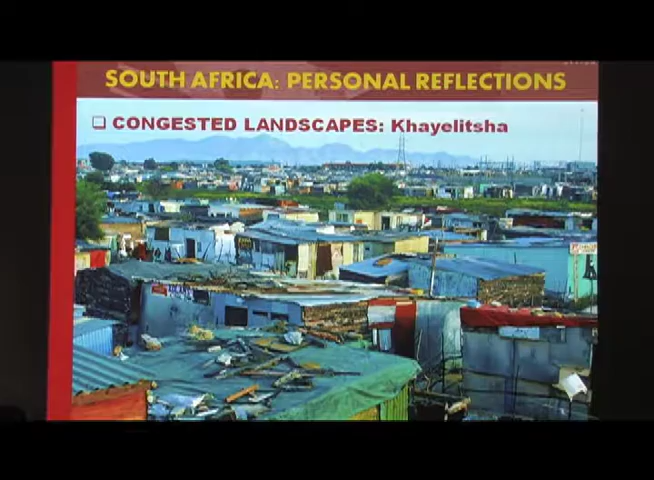 SOUTH AFRICA: PERSONAL REFLECTIONS
❑ CONGESTED LANDSCAPES: Khayelitsha